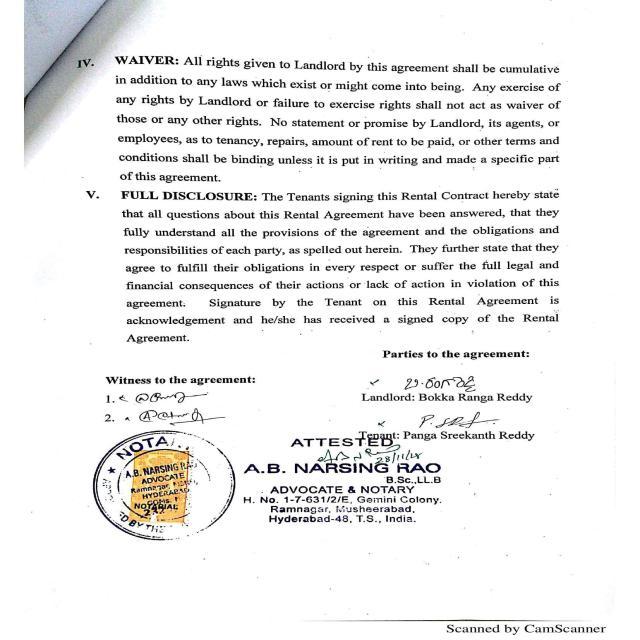 IV. WAIVER: All rights given to Landlord by this agreement shall be cumulative
in addition to any laws which exist or might come into being. Any exercise of
any rights by Landlord or failure to exercise rights shall not act as waiver of
those or any other rights. No statement or promise by Landlord, its agents, or
employees, as to tenancy, repairs, amount of rent to be paid, or other terms and
conditions shall be binding unless it is put in writing and made a specific part
of this agreement.
V. FULL DISCLOSURE: The Tenants signing this Rental Contract hereby state
that all questions about this Rental Agreement have been answered, that they
fully understand all the provisions of the agreement and the obligations and
responsibilities of each party, as spelled out herein. They further state that they
agree to fulfill their obligations in every respect or suffer the full legal and
financial consequences of their actions or lack of action in violation of this
agreement. Signature by the Tenant on this Rental Agreement is
acknowledgement and he/she has received a signed copy of the Rental
Agreement.
Parties to the agreement:
Witness to the agreement:
1.
Landlord: Bokka Ranga Reddy
2.
Tenant: Panga Sreekanth Reddy
ATTESTED
28/11/18
A.B. NARSING RAO
B.Sc.,LL.B
ADVOCATE & NOTARY
H. No. 1-7-631/2/E, Gemini Colony.
Ramnagar, Musheerabad,
Hyderabad-48, T.S., India.
NOTA
A.B. NARSING RAO
ADVOCATE
Ramnagar,
HYDERABAD
NOTARIAL
Scanned by CamScanner